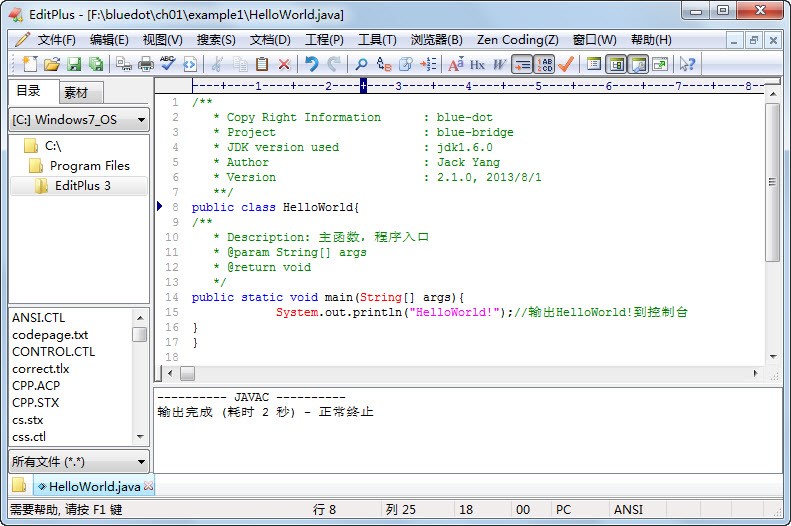 EditPlus - [F:\bluedot\ch01\example1\HelloWorld.java]
文件(F) 编辑(E) 视图(V) 搜索(S) 文档(D) 工程(P) 工具(T) 浏览器(B) Zen Coding(Z) 窗口(W) 帮助(H)
目录 素材
[C:] Windows7_OS
C:\
Program Files
EditPlus 3
ANSI.CTL
codepage.txt
CONTROL.CTL
correct.tlx
CPP.ACP
CPP.STX
cs.stx
css.ctl
所有文件 (*.*)
----+----1----+----2----+----3----+----4----+----5----+----6----+----7----+----8--
1 /**
2 * Copy Right Information : blue-dot
3 * Project : blue-bridge
4 * JDK version used : jdk1.6.0
5 * Author : Jack Yang
6 * Version : 2.1.0, 2013/8/1
7 **/
8 public class HelloWorld{
9 /**
10 * Description: 主函数，程序入口
11 * @param String[] args
12 * @return void
13 */
14 public static void main(String[] args){
15 System.out.println("HelloWorld!");//输出HelloWorld!到控制台
16 }
17 }
18
---------- JAVAC ----------
输出完成 (耗时 2 秒) - 正常终止
HelloWorld.java
需要帮助, 请按 F1 键 行 8 列 25 18 00 PC ANSI